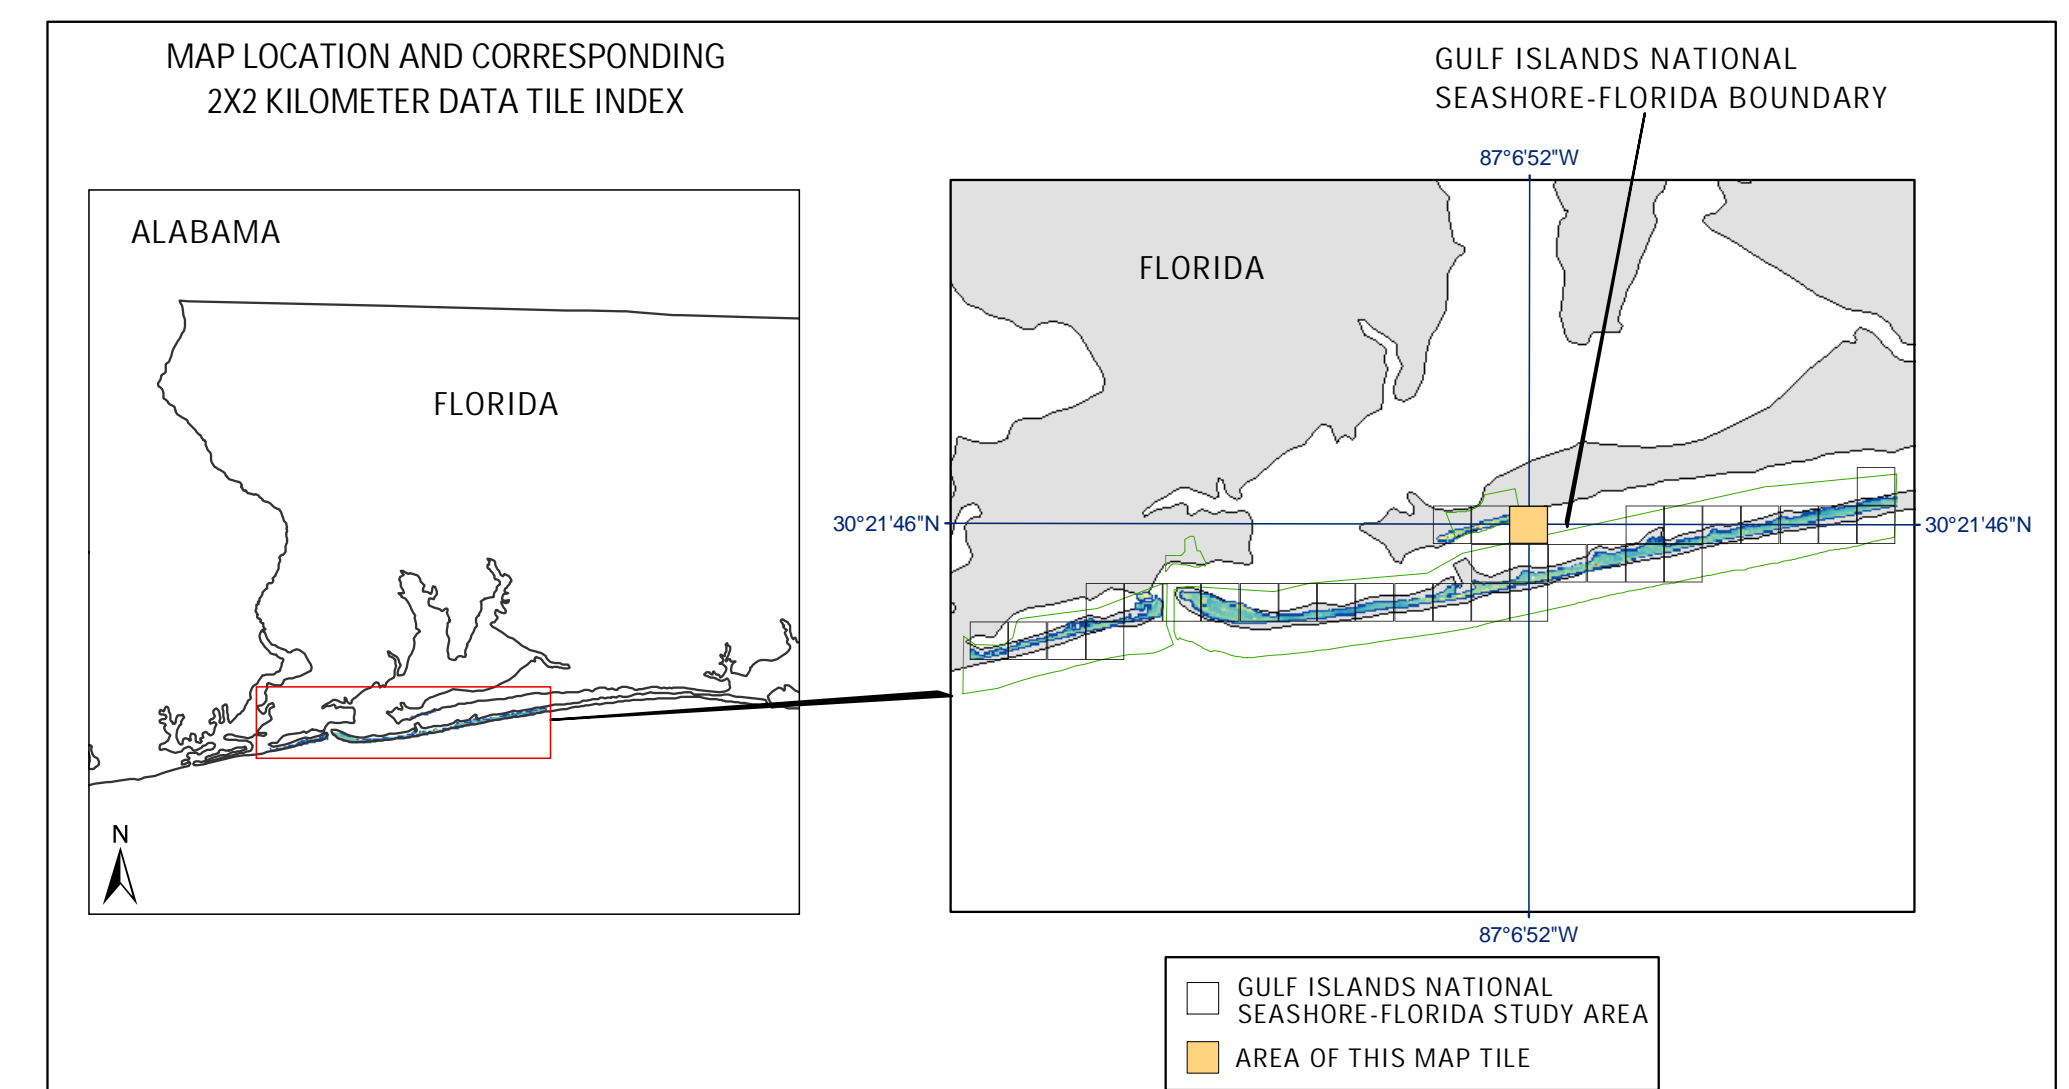 MAP LOCATION AND CORRESPONDING
2X2 KILOMETER DATA TILE INDEX
GULF ISLANDS NATIONAL
SEASHORE-FLORIDA BOUNDARY
87°6'52"W
ALABAMA
FLORIDA
FLORIDA
30°21'46"N
30°21'46"N
N
87°6'52"W
GULF ISLANDS NATIONAL
SEASHORE-FLORIDA STUDY AREA
AREA OF THIS MAP TILE